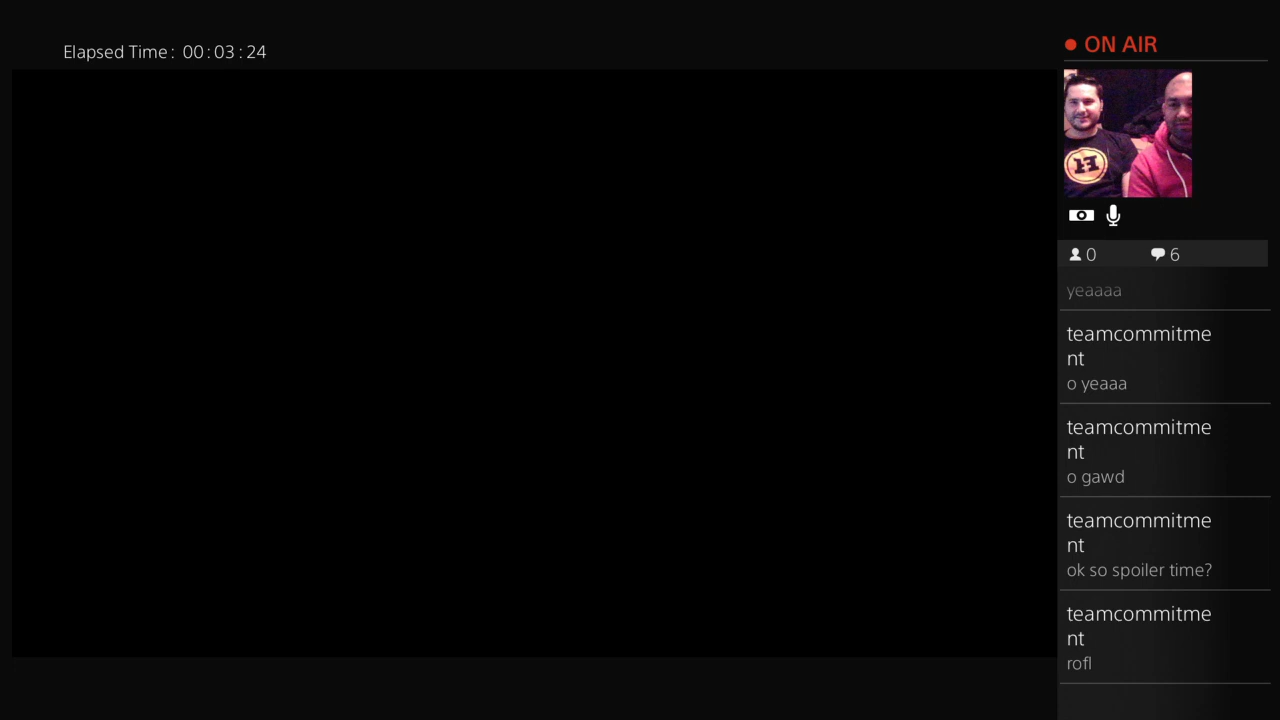 Elapsed Time: 00:03:24
ON AIR
0 6
yeaaaa
teamcommitme
nt
o yeaaa
teamcommitme
nt
o gawd
teamcommitme
nt
ok so spoiler time?
teamcommitme
nt
rofl